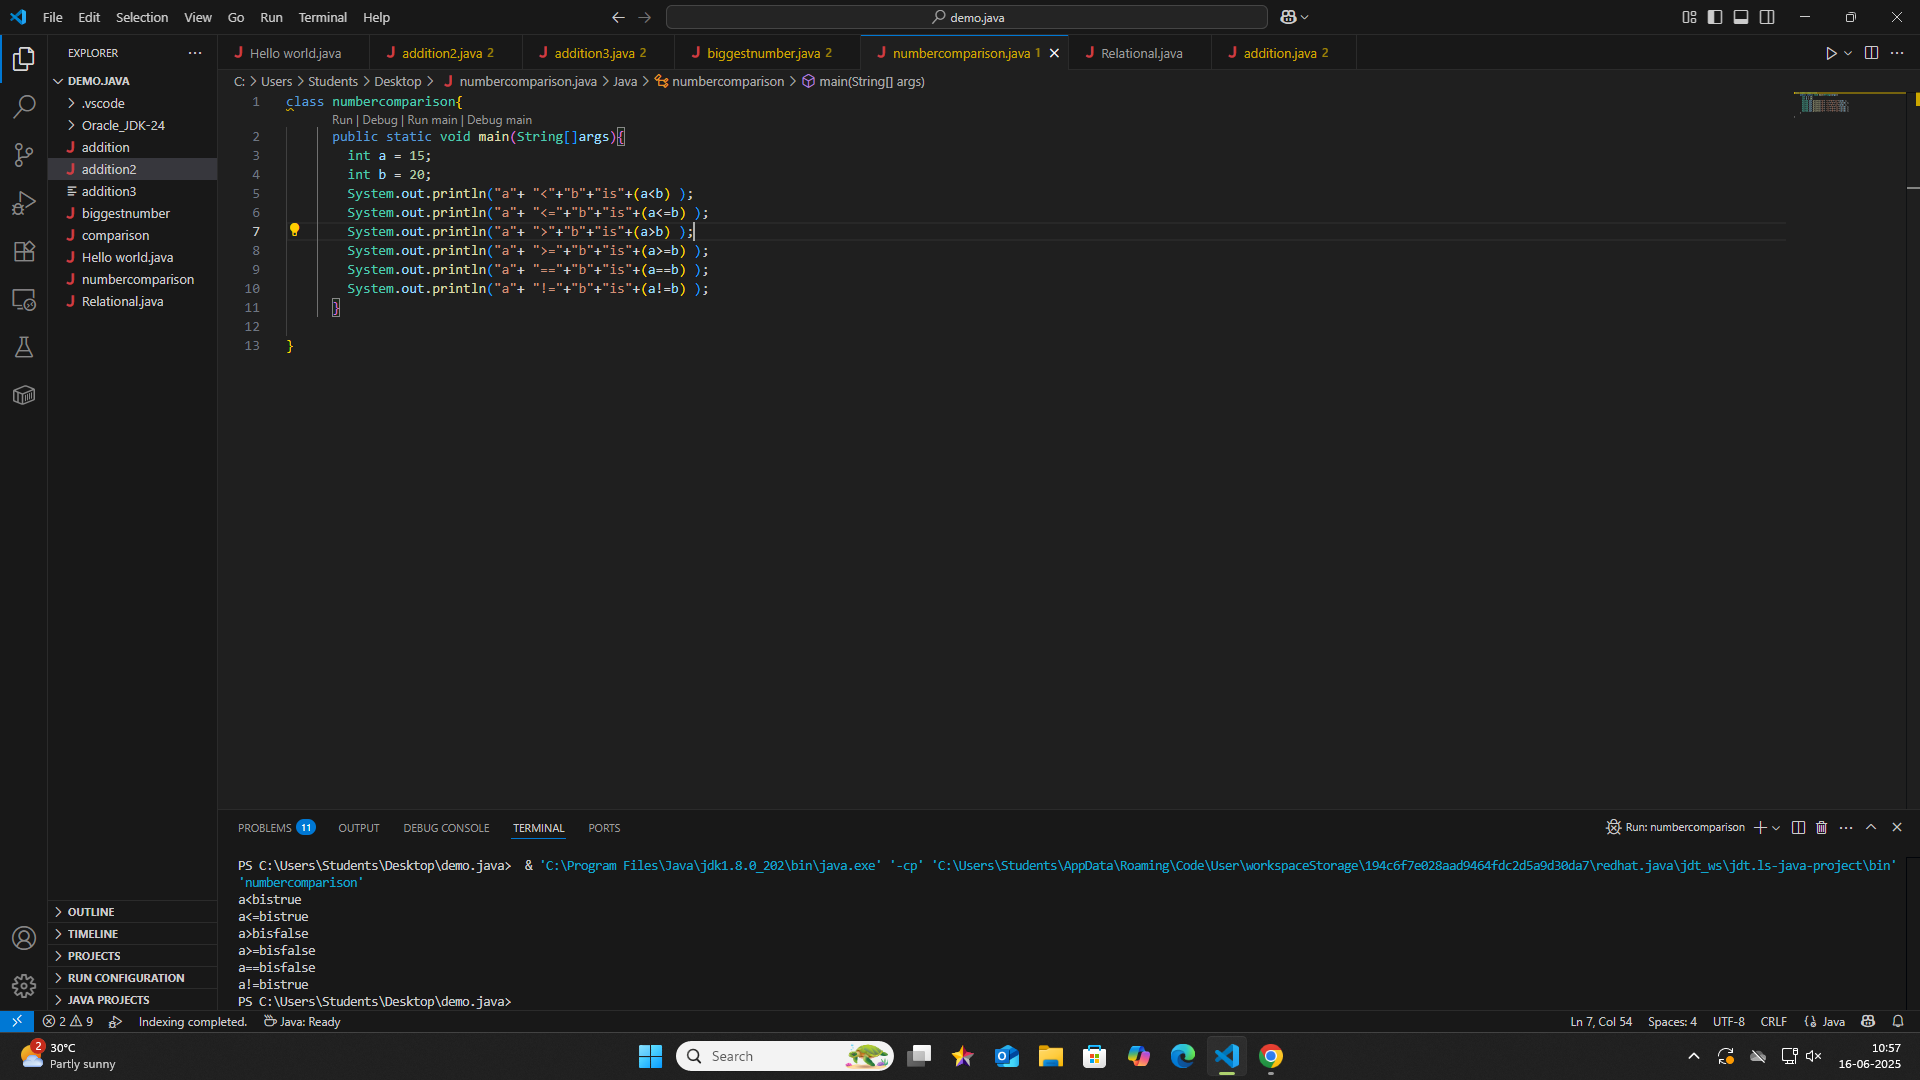 File Edit Selection View Go Run Terminal Help
demo.java
EXPLORER
DEMO.JAVA
.vscode
Oracle_JDK-24
addition
addition2
addition3
biggestnumber
comparison
Hello world.java
numbercomparison
Relational.java
OUTLINE
TIMELINE
PROJECTS
RUN CONFIGURATION
JAVA PROJECTS
Hello world.java addition2.java 2 addition3.java 2 biggestnumber.java 2 numbercomparison.java 1 Relational.java addition.java 2
C: > Users > Students > Desktop > numbercomparison.java > Java > numbercomparison > main(String[] args)
1 class numbercomparison{
Run | Debug | Run main | Debug main
2 public static void main(String[]args){
3 int a = 15;
4 int b = 20;
5 System.out.println("a"+ "<"+"b"+"is"+(a<b) );
6 System.out.println("a"+ "<="+"b"+"is"+(a<=b) );
7 System.out.println("a"+ ">"+"b"+"is"+(a>b) );
8 System.out.println("a"+ ">="+"b"+"is"+(a>=b) );
9 System.out.println("a"+ "=="+"b"+"is"+(a==b) );
10 System.out.println("a"+ "!="+"b"+"is"+(a!=b) );
11 }
12
13 }
PROBLEMS 11 OUTPUT DEBUG CONSOLE TERMINAL PORTS
Run: numbercomparison
PS C:\Users\Students\Desktop\demo.java> & 'C:\Program Files\Java\jdk1.8.0_202\bin\java.exe' '-cp' 'C:\Users\Students\AppData\Roaming\Code\User\workspaceStorage\194c6f7e028aad9464fdc2d5a9d30da7\redhat.java\jdt_ws\jdt.ls-java-project\bin'
'numbercomparison'
a<bistrue
a<=bistrue
a>bisfalse
a>=bisfalse
a==bisfalse
a!=bistrue
PS C:\Users\Students\Desktop\demo.java>
2 9 Indexing completed. Java: Ready
Ln 7, Col 54 Spaces: 4 UTF-8 CRLF {} Java
2
30°C
Partly sunny
Search
10:57
16-06-2025